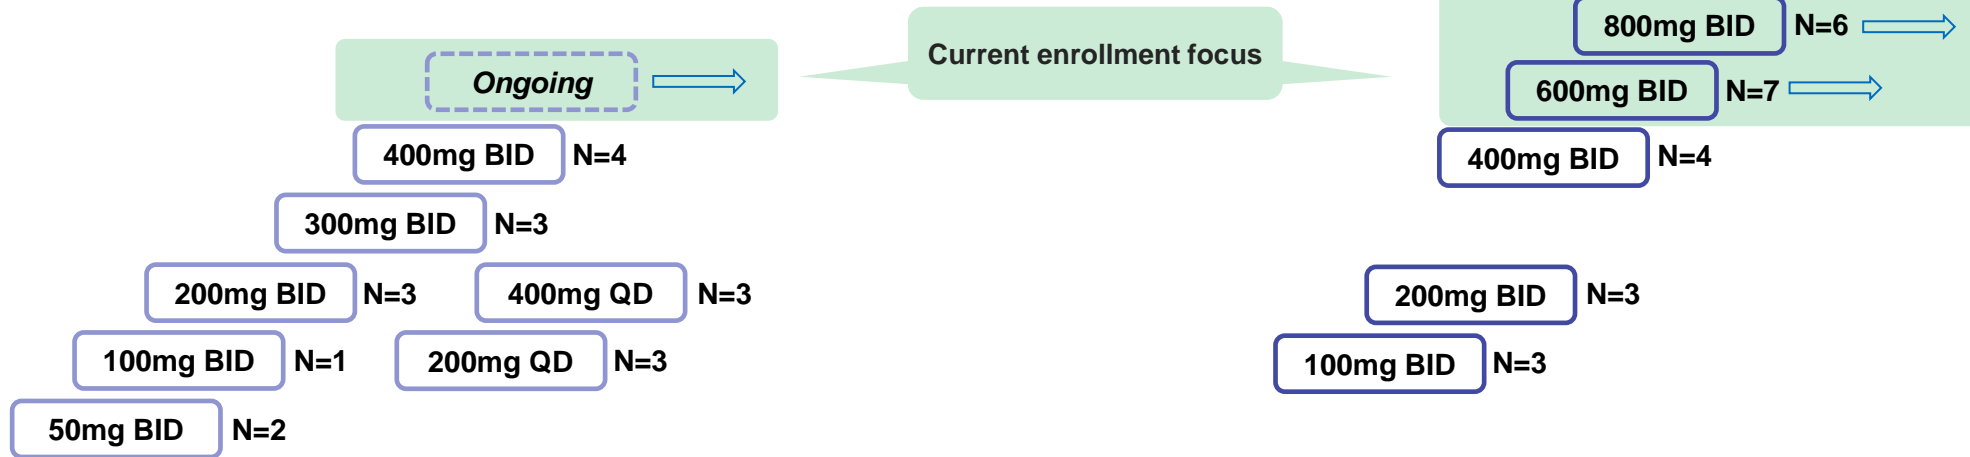 800mg BID N=6
Current enrollment focus
Ongoing
600mg BID N=7
400mg BID N=4
400mg BID N=4
300mg BID N=3
200mg BID N=3 400mg QD N=3
200mg BID N=3
100mg BID N=1 200mg QD N=3
100mg BID N=3
50mg BID N=2